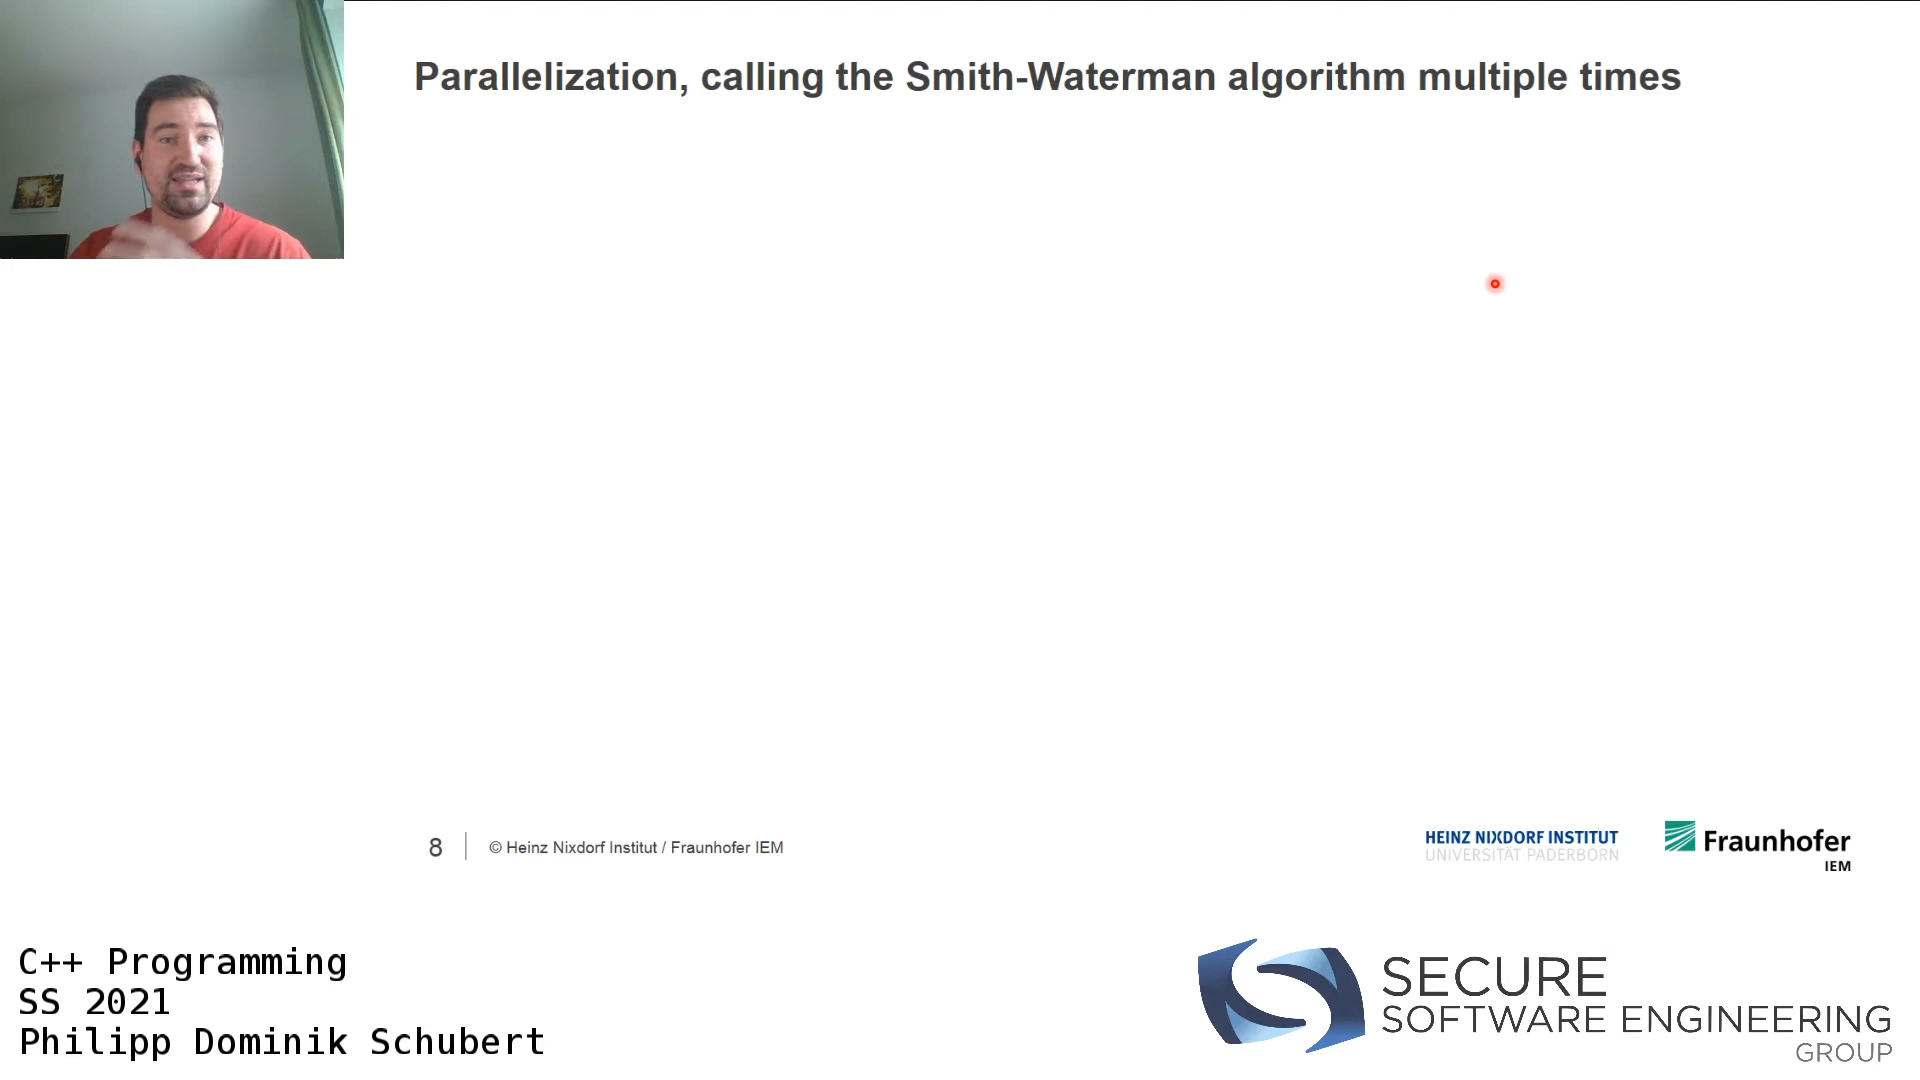 Parallelization, calling the Smith-Waterman algorithm multiple times
8
© Heinz Nixdorf Institut / Fraunhofer IEM
HEINZ NIXDORF INSTITUT
UNIVERSITÄT PADERBORN
Fraunhofer
IEM
C++ Programming
SS 2021
Philipp Dominik Schubert
SECURE
SOFTWARE ENGINEERING
GROUP